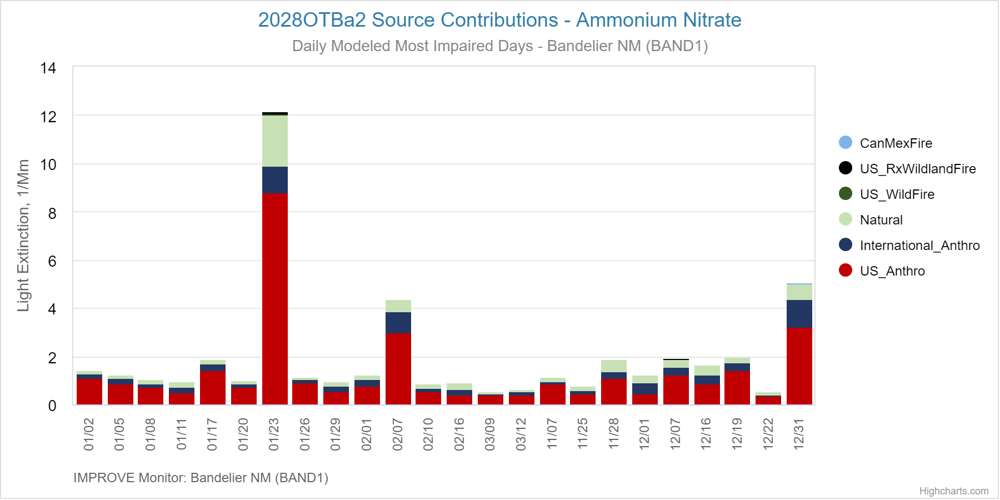 2028OTBa2 Source Contributions - Ammonium Nitrate
Daily Modeled Most Impaired Days - Bandelier NM (BAND1)
Light Extinction, 1/Mm
14
12
10
8
6
4
2
0
01/02
01/05
01/08
01/11
01/17
01/20
01/23
01/26
01/29
02/01
02/07
02/10
02/16
03/09
03/12
11/07
11/25
11/28
12/01
12/07
12/16
12/19
12/22
12/31
CanMexFire
US_RxWildlandFire
US_WildFire
Natural
International_Anthro
US_Anthro
IMPROVE Monitor: Bandelier NM (BAND1)
Highcharts.com